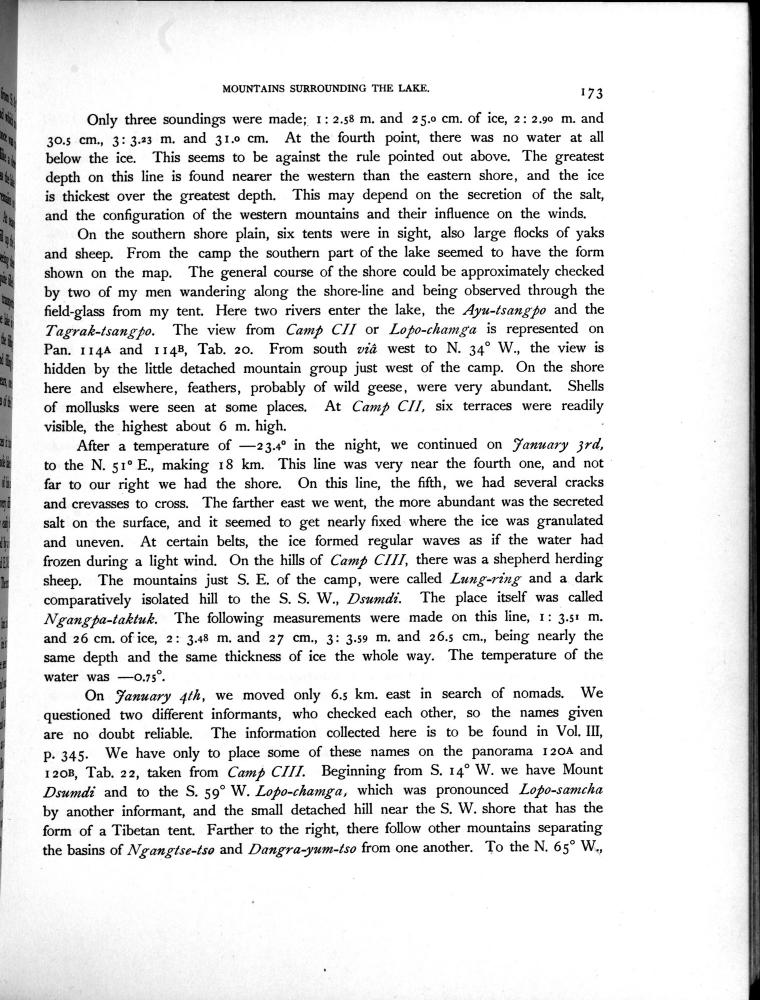 MOUNTAINS SURROUNDING THE LAKE.
173
Only three soundings were made; 1: 2.58 m. and 25.0 cm. of ice, 2: 2.90 m. and
30.5 cm., 3: 3.23 m. and 31.0 cm. At the fourth point, there was no water at all
below the ice. This seems to be against the rule pointed out above. The greatest
depth on this line is found nearer the western than the eastern shore, and the ice
is thickest over the greatest depth. This may depend on the secretion of the salt,
and the configuration of the western mountains and their influence on the winds.
On the southern shore plain, six tents were in sight, also large flocks of yaks
and sheep. From the camp the southern part of the lake seemed to have the form
shown on the map. The general course of the shore could be approximately checked
by two of my men wandering along the shore-line and being observed through the
field-glass from my tent. Here two rivers enter the lake, the Ayu-tsangpo and the
Tagrak-tsangpo. The view from Camp CII or Lopo-chamga is represented on
Pan. 114A and 114B, Tab. 20. From south viâ west to N. 34° W., the view is
hidden by the little detached mountain group just west of the camp. On the shore
here and elsewhere, feathers, probably of wild geese, were very abundant. Shells
of mollusks were seen at some places. At Camp CII, six terraces were readily
visible, the highest about 6 m. high.
After a temperature of —23.4° in the night, we continued on January 3rd,
to the N. 51° E., making 18 km. This line was very near the fourth one, and not
far to our right we had the shore. On this line, the fifth, we had several cracks
and crevasses to cross. The farther east we went, the more abundant was the secreted
salt on the surface, and it seemed to get nearly fixed where the ice was granulated
and uneven. At certain belts, the ice formed regular waves as if the water had
frozen during a light wind. On the hills of Camp CIII, there was a shepherd herding
sheep. The mountains just S. E. of the camp, were called Lung-ring and a dark
comparatively isolated hill to the S. S. W., Dsumdi. The place itself was called
Ngangpa-taktuk. The following measurements were made on this line, 1: 3.51 m.
and 26 cm. of ice, 2: 3.48 m. and 27 cm., 3: 3.59 m. and 26.5 cm., being nearly the
same depth and the same thickness of ice the whole way. The temperature of the
water was —0.75°.
On January 4th, we moved only 6.5 km. east in search of nomads. We
questioned two different informants, who checked each other, so the names given
are no doubt reliable. The information collected here is to be found in Vol. III,
p. 345. We have only to place some of these names on the panorama 120A and
120B, Tab. 22, taken from Camp CIII. Beginning from S. 14° W. we have Mount
Dsumdi and to the S. 59° W. Lopo-chamga, which was pronounced Lopo-samcha
by another informant, and the small detached hill near the S. W. shore that has the
form of a Tibetan tent. Farther to the right, there follow other mountains separating
the basins of Ngangtse-tso and Dangra-yum-tso from one another. To the N. 65° W.,